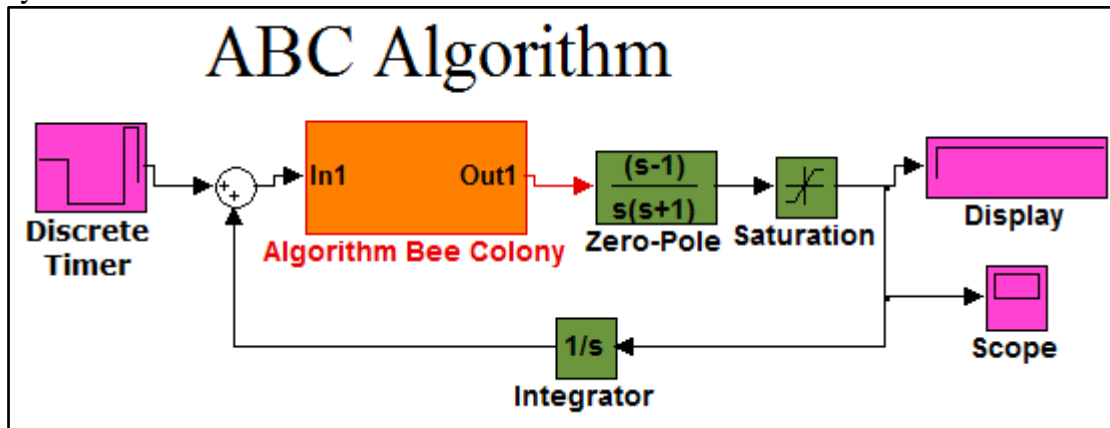 ABC Algorithm
In1
Out1
Algorithm Bee Colony
Discrete
Timer
+
+
(s-1)
s(s+1)
Zero-Pole
Saturation
Display
Scope
1/s
Integrator